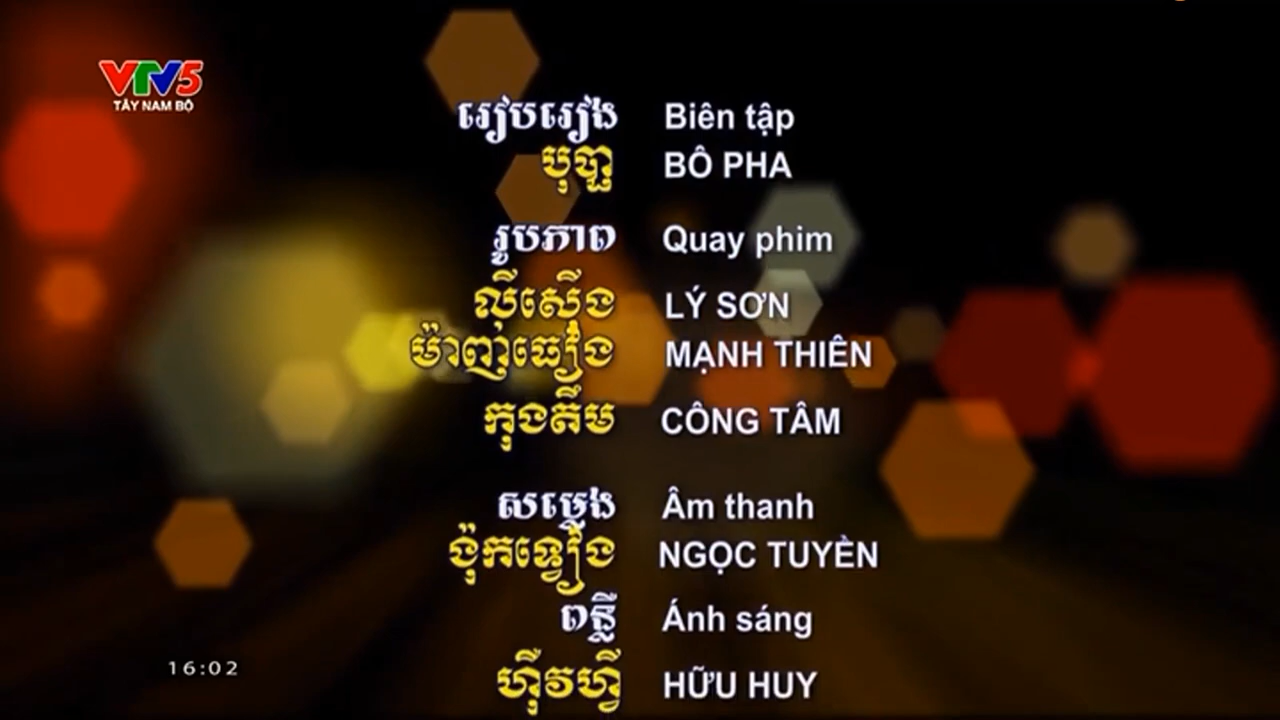 VTV5
TÂY NAM BỘ
រៀបរៀង Biên tập
បុប្ផា BÔ PHA
រូបភាព Quay phim
លីសើង LÝ SƠN
ម៉ាញ់ធៀង MẠNH THIÊN
កុងតឹម CÔNG TÂM
សម្លេង Âm thanh
ង៉ុកទ្វៀង NGỌC TUYỀN
ពន្លឺ Ánh sáng
ហ៊ឺវហ្វី HỮU HUY
16:02